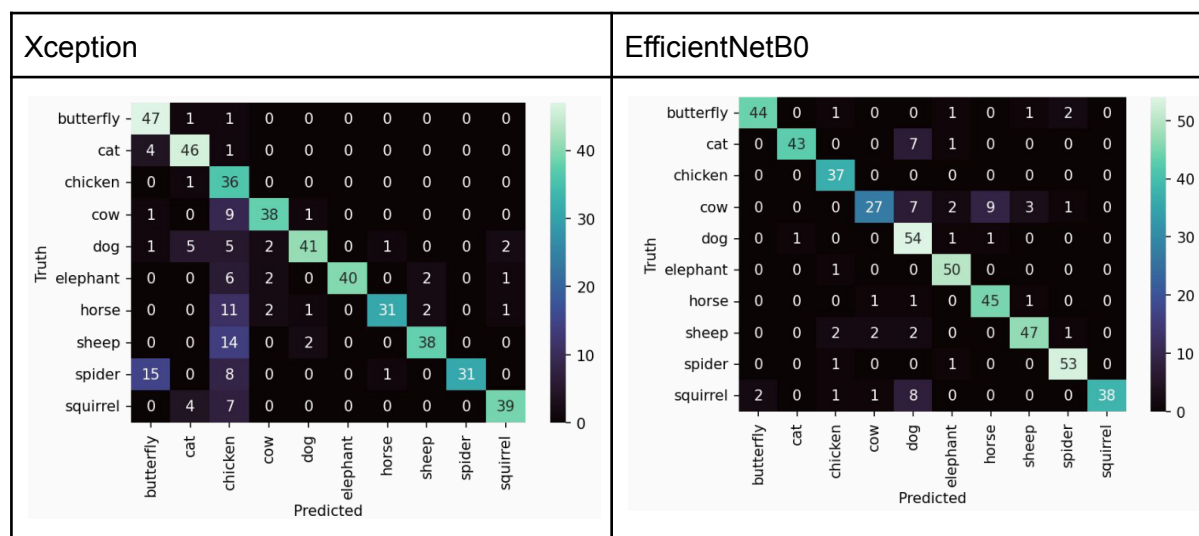 Xception
EfficientNetB0
butterfly 47 1 1 0 0 0 0 0 0 0
cat 4 46 1 0 0 0 0 0 0 0
chicken 0 1 36 0 0 0 0 0 0 0
cow 1 0 9 38 1 0 0 0 0 0
dog 1 5 5 2 41 0 1 0 0 2
elephant 0 0 6 2 0 40 0 2 0 1
horse 0 0 11 2 1 0 31 2 0 1
sheep 0 0 14 0 2 0 0 38 0 0
spider 15 0 8 0 0 0 1 0 31 0
squirrel 0 4 7 0 0 0 0 0 0 39
Truth
butterfly cat chicken cow dog elephant horse sheep spider squirrel
Predicted
40
30
20
10
0
butterfly 44 0 1 0 0 1 0 1 2 0
cat 0 43 0 0 7 1 0 0 0 0
chicken 0 0 37 0 0 0 0 0 0 0
cow 0 0 0 27 7 2 9 3 1 0
dog 0 1 0 0 54 1 1 0 0 0
elephant 0 0 1 0 0 50 0 0 0 0
horse 0 0 0 1 1 0 45 1 0 0
sheep 0 0 2 2 2 0 0 47 1 0
spider 0 0 1 0 0 1 0 0 53 0
squirrel 2 0 1 1 8 0 0 0 0 38
Truth
butterfly cat chicken cow dog elephant horse sheep spider squirrel
Predicted
50
40
30
20
10
0